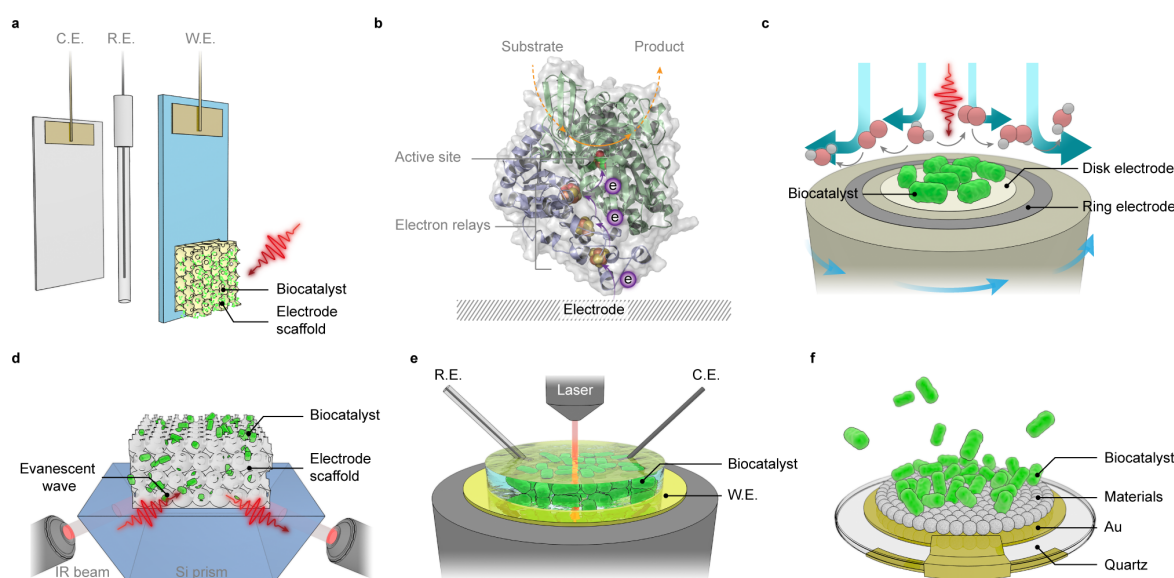 a
C.E.
R.E.
W.E.
Biocatalyst
Electrode
scaffold
b
Substrate
Product
Active site
Electron relays
e
e
e
Electrode
c
Disk electrode
Biocatalyst
Ring electrode
d
Biocatalyst
Evanescent
wave
Electrode
scaffold
IR beam
Si prism
e
R.E.
Laser
C.E.
Biocatalyst
W.E.
f
Biocatalyst
Materials
Au
Quartz